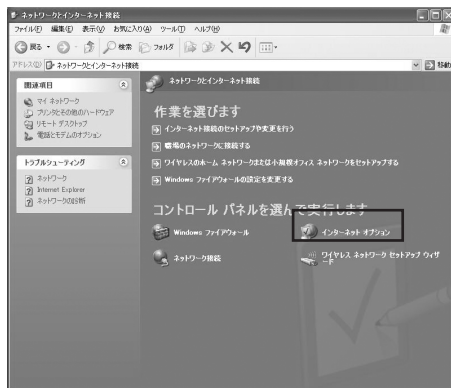 ネットワークとインターネット接続
ファイル(F) 編集(E) 表示(V) お気に入り(A) ツール(T) ヘルプ(H)
戻る 検索 フォルダ
アドレス(D) ネットワークとインターネット接続 移動
関連項目
マイ ネットワーク
プリンタとその他のハードウェア
リモート デスクトップ
電話とモデムのオプション
トラブルシューティング
ネットワーク
Internet Explorer
ネットワークの診断
ネットワークとインターネット接続
作業を選びます
インターネット接続のセットアップや変更を行う
職場のネットワークに接続する
ワイヤレスのホーム ネットワークまたは小規模オフィス ネットワークをセットアップする
Windows ファイアウォールの設定を変更する
コントロール パネルを選んで実行します
Windows ファイアウォール
インターネット オプション
ネットワーク接続
ワイヤレス ネットワーク セットアップ ウィザード